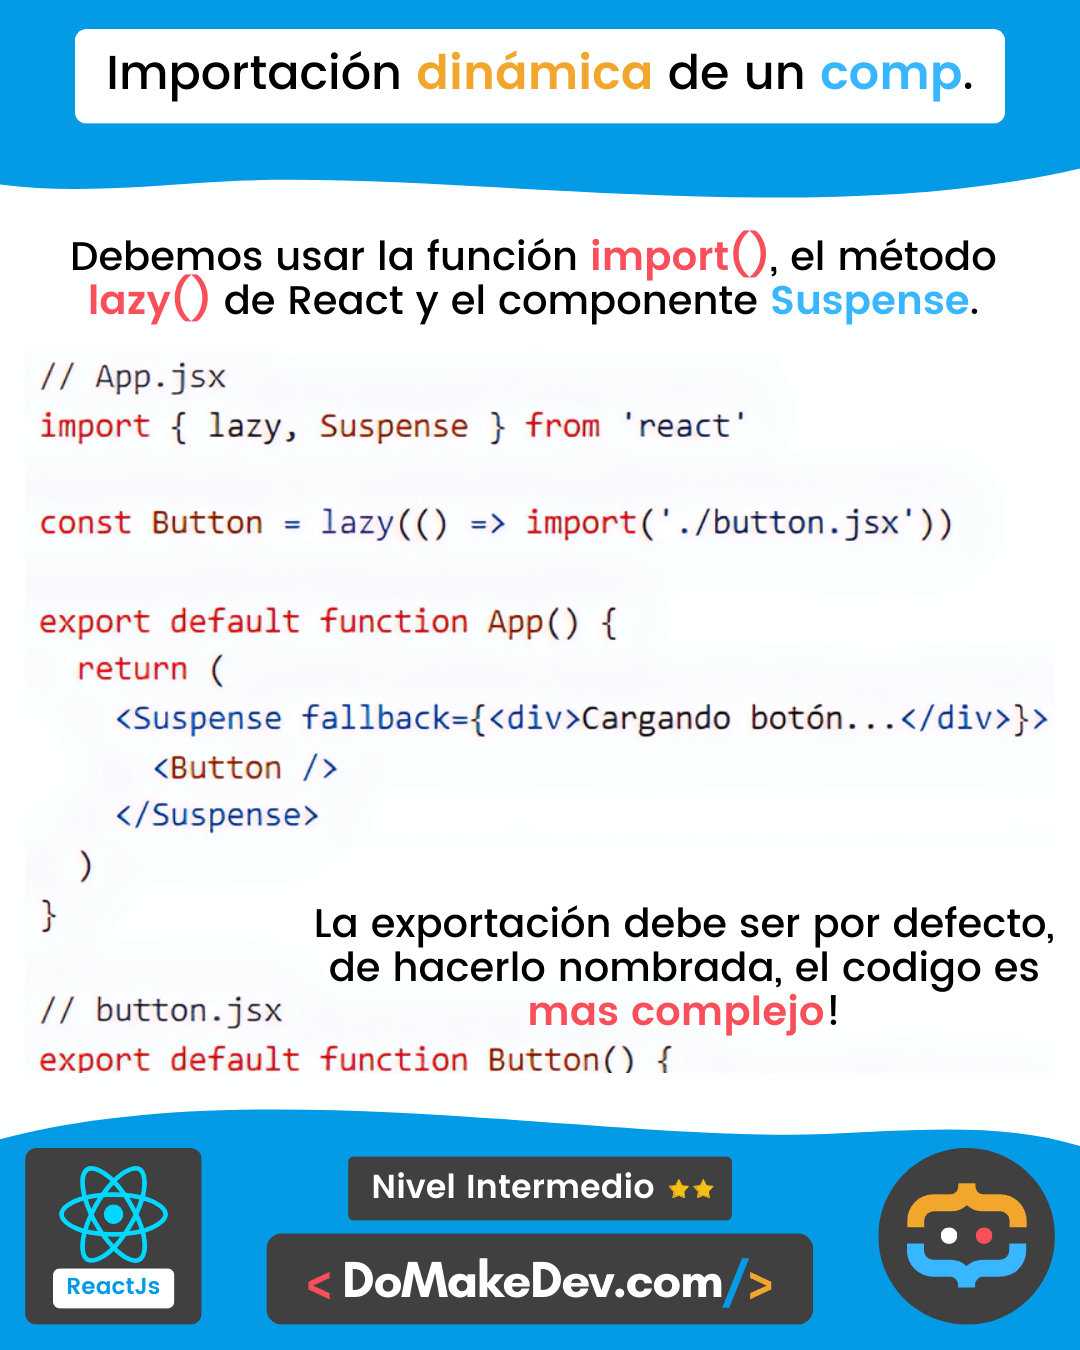 Importación dinámica de un comp.
Debemos usar la función import(), el método
lazy() de React y el componente Suspense.
// App.jsx
import { lazy, Suspense } from 'react'
const Button = lazy(() => import('./button.jsx'))
export default function App() {
return (
<Suspense fallback={<div>Cargando botón...</div>}>
<Button />
</Suspense>
)
}
La exportación debe ser por defecto,
de hacerlo nombrada, el codigo es
mas complejo!
// button.jsx
export default function Button() {
ReactJs
Nivel Intermedio
< DoMakeDev.com/>